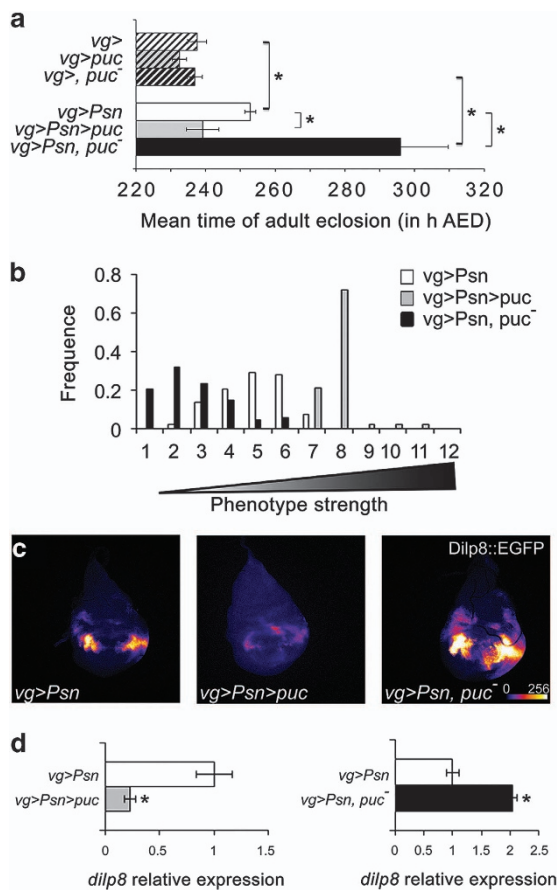 a
vg>
vg>puc
vg>, puc-
vg>Psn
vg>Psn>puc
vg>Psn, puc-
*
*
*
*
220 240 260 280 300 320
Mean time of adult eclosion (in h AED)
b
0.8
0.6
0.4
0.2
0
Frequence
vg>Psn
vg>Psn>puc
vg>Psn, puc-
1 2 3 4 5 6 7 8 9 10 11 12
Phenotype strength
c
Dilp8::EGFP
vg>Psn
vg>Psn>puc
vg>Psn, puc-
0 256
d
vg>Psn
vg>Psn>puc
*
0 0.5 1 1.5
dilp8 relative expression
vg>Psn
vg>Psn, puc-
*
0 0.5 1 1.5 2 2.5
dilp8 relative expression